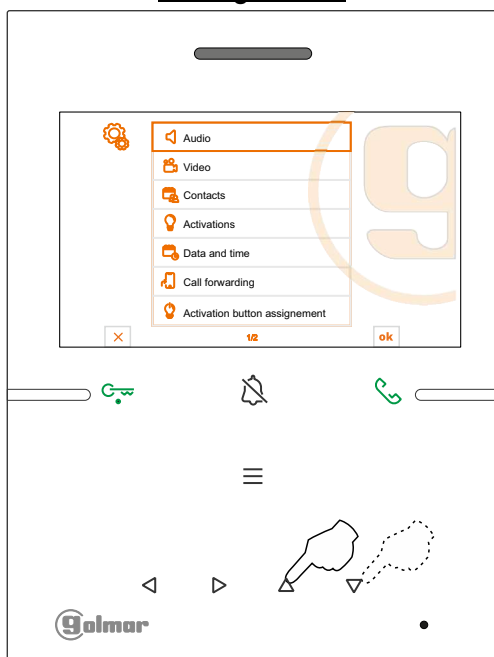 Audio
Video
Contacts
Activations
Data and time
Call forwarding
Activation button assignement
1/2
ok
golmar